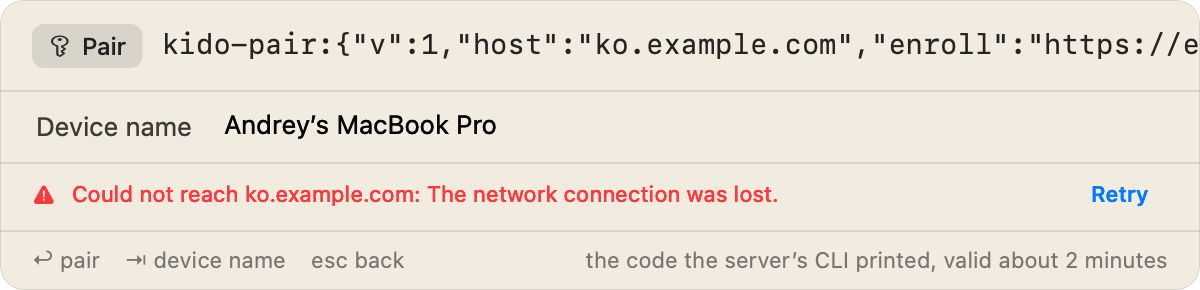 Pair kido-pair:{"v":1,"host":"ko.example.com","enroll":"https://e
Device name Andrey’s MacBook Pro
Could not reach ko.example.com: The network connection was lost. Retry
↩ pair ⇥ device name esc back the code the server’s CLI printed, valid about 2 minutes